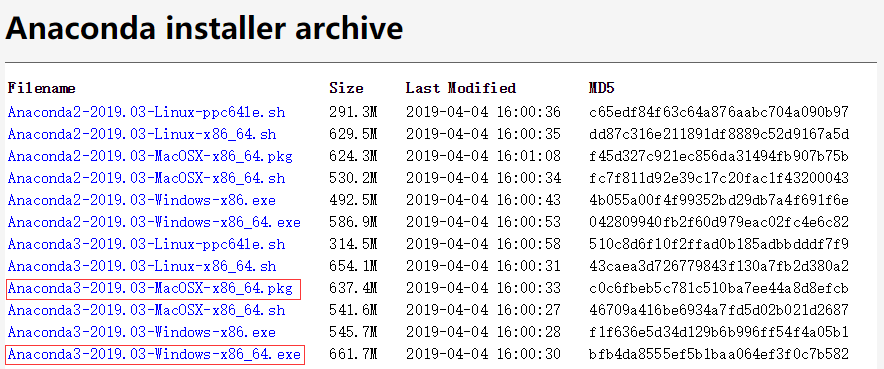 Anaconda installer archive
Filename Size Last Modified MD5
Anaconda2-2019.03-Linux-ppc64le.sh 291.3M 2019-04-04 16:00:36 c65edf84f63c64a876aabc704a090b97
Anaconda2-2019.03-Linux-x86_64.sh 629.5M 2019-04-04 16:00:35 dd87c316e211891df8889c52d9167a5d
Anaconda2-2019.03-MacOSX-x86_64.pkg 624.3M 2019-04-04 16:01:08 f45d327c921ec856da31494fb907b75b
Anaconda2-2019.03-MacOSX-x86_64.sh 530.2M 2019-04-04 16:00:34 fc7f811d92e39c17c20fac1f43200043
Anaconda2-2019.03-Windows-x86.exe 492.5M 2019-04-04 16:00:43 4b055a00f4f99352bd29db7a4f691f6e
Anaconda2-2019.03-Windows-x86_64.exe 586.9M 2019-04-04 16:00:53 042809940fb2f60d979eac02fc4e6c82
Anaconda3-2019.03-Linux-ppc64le.sh 314.5M 2019-04-04 16:00:58 510c8d6f10f2ffad0b185adbbdddf7f9
Anaconda3-2019.03-Linux-x86_64.sh 654.1M 2019-04-04 16:00:31 43caea3d726779843f130a7fb2d380a2
Anaconda3-2019.03-MacOSX-x86_64.pkg 637.4M 2019-04-04 16:00:33 c0c6fbeb5c781c510ba7ee44a8d8efcb
Anaconda3-2019.03-MacOSX-x86_64.sh 541.6M 2019-04-04 16:00:27 46709a416be6934a7fd5d02b021d2687
Anaconda3-2019.03-Windows-x86.exe 545.7M 2019-04-04 16:00:28 f1f636e5d34d129b6b996ff54f4a05b1
Anaconda3-2019.03-Windows-x86_64.exe 661.7M 2019-04-04 16:00:30 bfb4da8555ef5b1baa064ef3f0c7b582